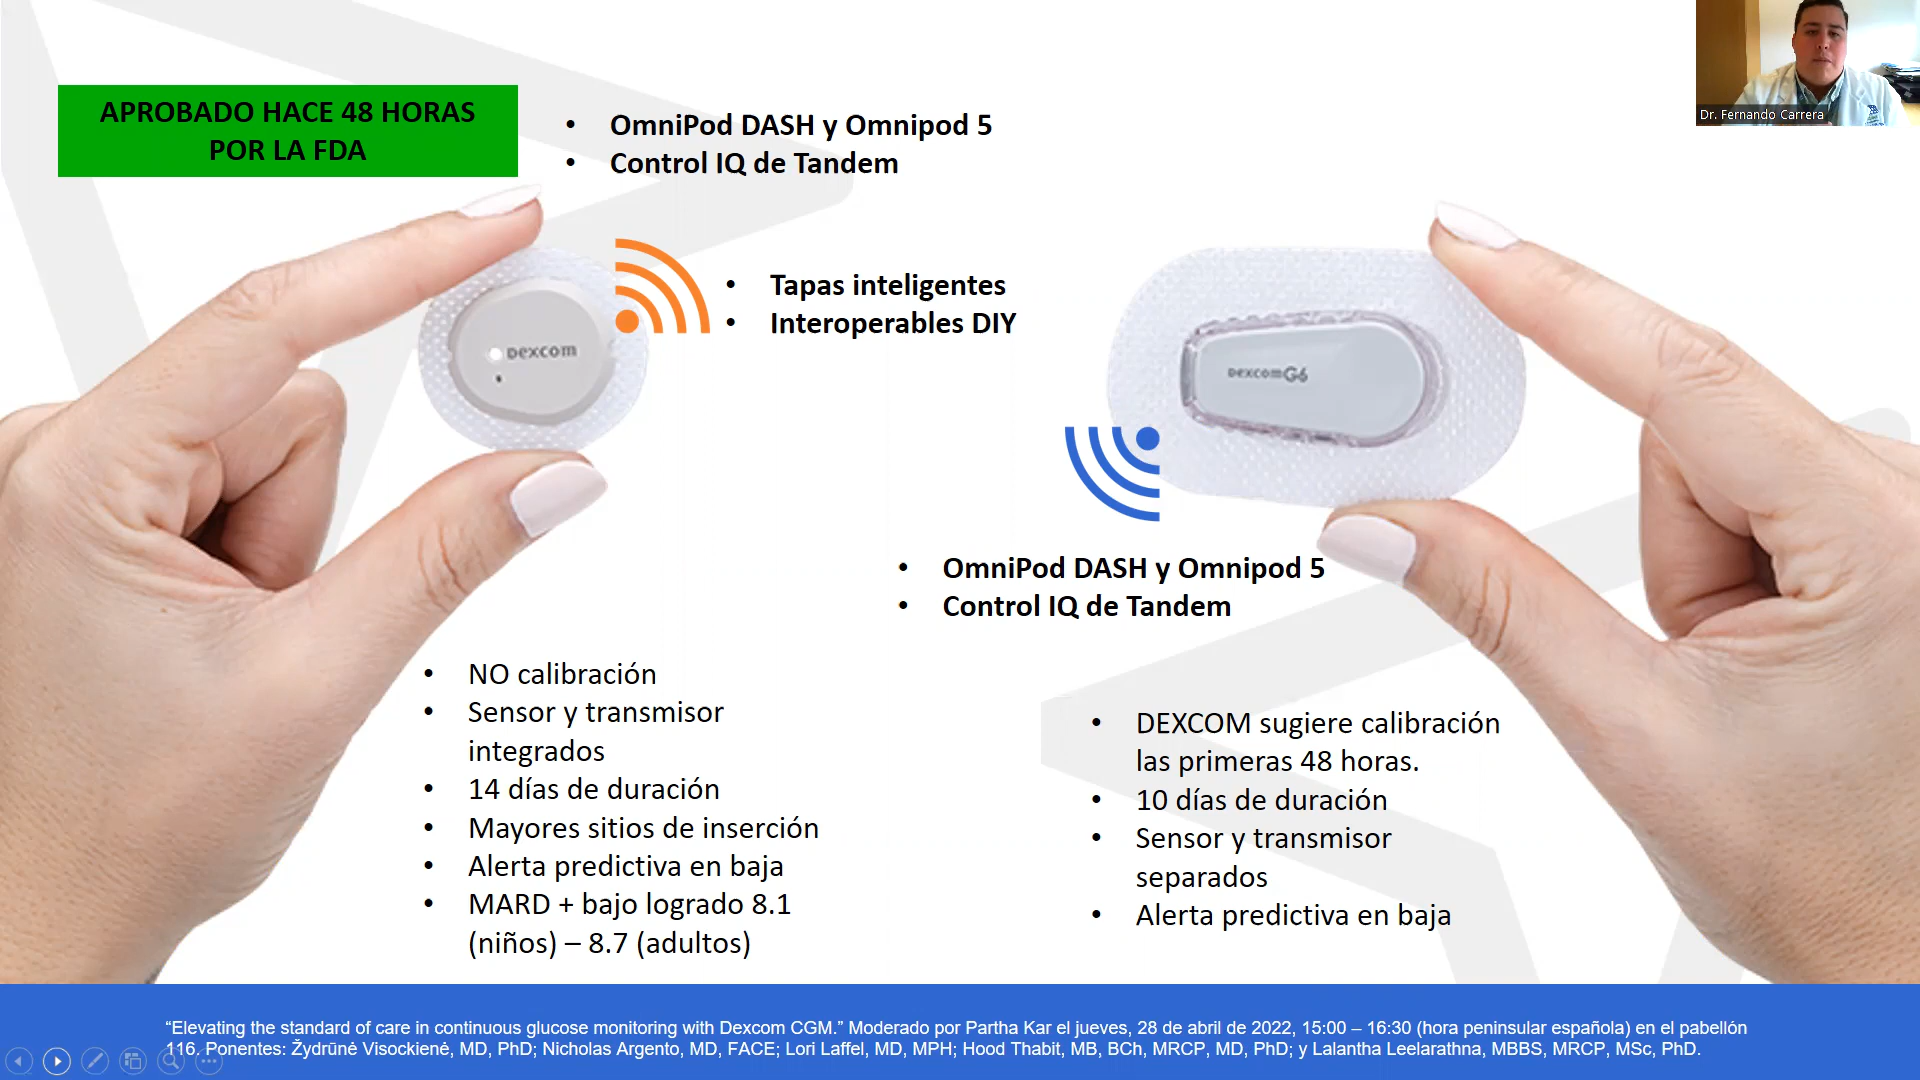 APROBADO HACE 48 HORAS
POR LA FDA
• OmniPod DASH y Omnipod 5
• Control IQ de Tandem
Dr. Fernando Carrera
• Tapas inteligentes
• Interoperables DIY
Dexcom
DexcomG6
• OmniPod DASH y Omnipod 5
• Control IQ de Tandem
• NO calibración
• Sensor y transmisor
integrados
• 14 días de duración
• Mayores sitios de inserción
• Alerta predictiva en baja
• MARD + bajo logrado 8.1
(niños) – 8.7 (adultos)
• DEXCOM sugiere calibración
las primeras 48 horas.
• 10 días de duración
• Sensor y transmisor
separados
• Alerta predictiva en baja
“Elevating the standard of care in continuous glucose monitoring with Dexcom CGM.” Moderado por Partha Kar el jueves, 28 de abril de 2022, 15:00 – 16:30 (hora peninsular española) en el pabellón
116. Ponentes: Žydrūnė Visockienė, MD, PhD; Nicholas Argento, MD, FACE; Lori Laffel, MD, MPH; Hood Thabit, MB, BCh, MRCP, MD, PhD; y Lalantha Leelarathna, MBBS, MRCP, MSc, PhD.